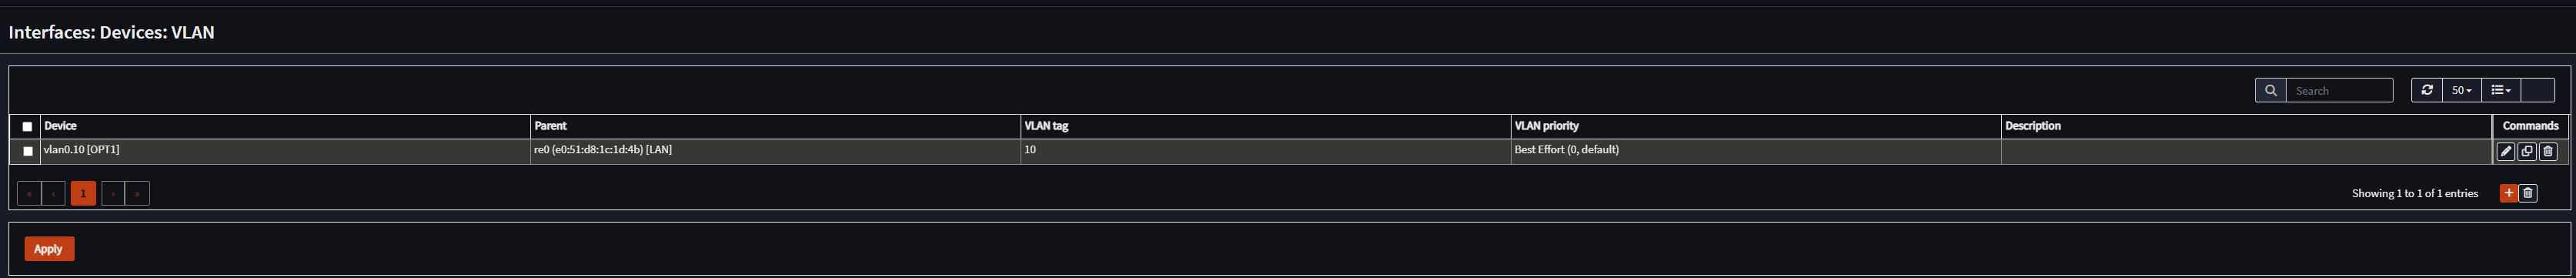 Interfaces: Devices: VLAN
Search
50
Device Parent VLAN tag VLAN priority Description Commands
vlan0.10 [OPT1] re0 (e0:51:d8:1c:1d:4b) [LAN] 10 Best Effort (0, default)
« ‹ 1 › » Showing 1 to 1 of 1 entries +
Apply